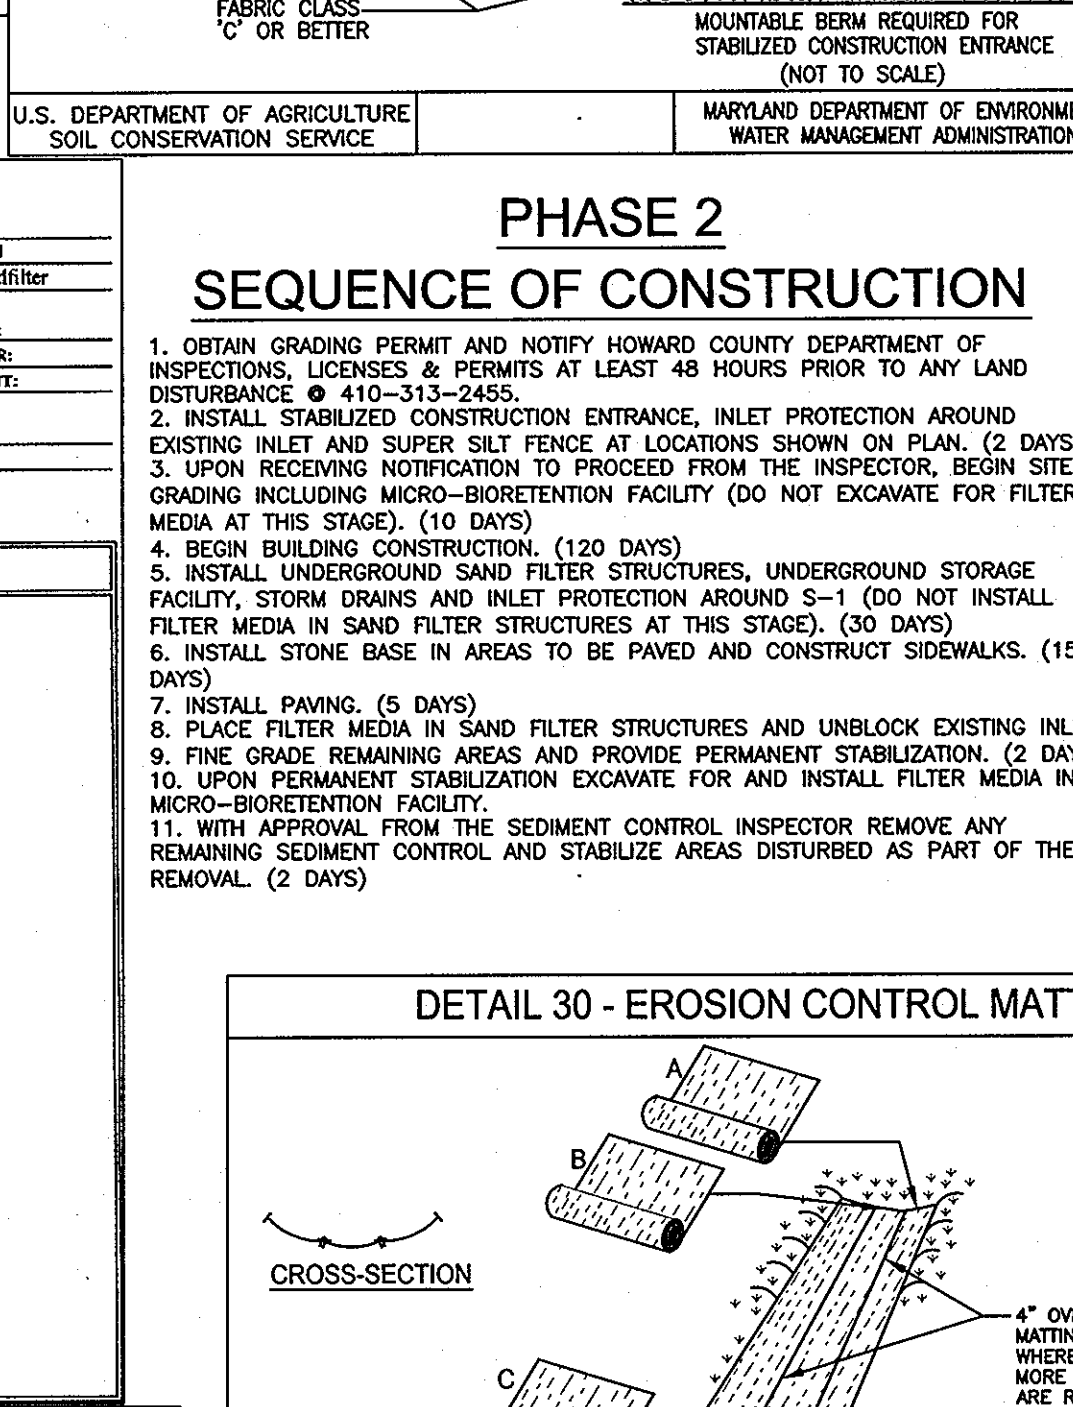 FABRIC CLASS
'C' OR BETTER
MOUNTABLE BERM REQUIRED FOR
STABILIZED CONSTRUCTION ENTRANCE
(NOT TO SCALE)
U.S. DEPARTMENT OF AGRICULTURE
SOIL CONSERVATION SERVICE
MARYLAND DEPARTMENT OF ENVIRONME
WATER MANAGEMENT ADMINISTRATION
dfilter
R:
IT:
PHASE 2
SEQUENCE OF CONSTRUCTION
1. OBTAIN GRADING PERMIT AND NOTIFY HOWARD COUNTY DEPARTMENT OF
INSPECTIONS, LICENSES & PERMITS AT LEAST 48 HOURS PRIOR TO ANY LAND
DISTURBANCE @ 410-313-2455.
2. INSTALL STABILIZED CONSTRUCTION ENTRANCE, INLET PROTECTION AROUND
EXISTING INLET AND SUPER SILT FENCE AT LOCATIONS SHOWN ON PLAN. (2 DAYS
3. UPON RECEIVING NOTIFICATION TO PROCEED FROM THE INSPECTOR, BEGIN SITE
GRADING INCLUDING MICRO-BIORETENTION FACILITY (DO NOT EXCAVATE FOR FILTER
MEDIA AT THIS STAGE). (10 DAYS)
4. BEGIN BUILDING CONSTRUCTION. (120 DAYS)
5. INSTALL UNDERGROUND SAND FILTER STRUCTURES, UNDERGROUND STORAGE
FACILITY, STORM DRAINS AND INLET PROTECTION AROUND S-1 (DO NOT INSTALL
FILTER MEDIA IN SAND FILTER STRUCTURES AT THIS STAGE). (30 DAYS)
6. INSTALL STONE BASE IN AREAS TO BE PAVED AND CONSTRUCT SIDEWALKS. (15
DAYS)
7. INSTALL PAVING. (5 DAYS)
8. PLACE FILTER MEDIA IN SAND FILTER STRUCTURES AND UNBLOCK EXISTING INL
9. FINE GRADE REMAINING AREAS AND PROVIDE PERMANENT STABILIZATION. (2 DAY
10. UPON PERMANENT STABILIZATION EXCAVATE FOR AND INSTALL FILTER MEDIA IN
MICRO-BIORETENTION FACILITY.
11. WITH APPROVAL FROM THE SEDIMENT CONTROL INSPECTOR REMOVE ANY
REMAINING SEDIMENT CONTROL AND STABILIZE AREAS DISTURBED AS PART OF THE
REMOVAL. (2 DAYS)
DETAIL 30 - EROSION CONTROL MATT
A
B
CROSS-SECTION
C
4" OV
MATTIN
WHERE
MORE
ARE R